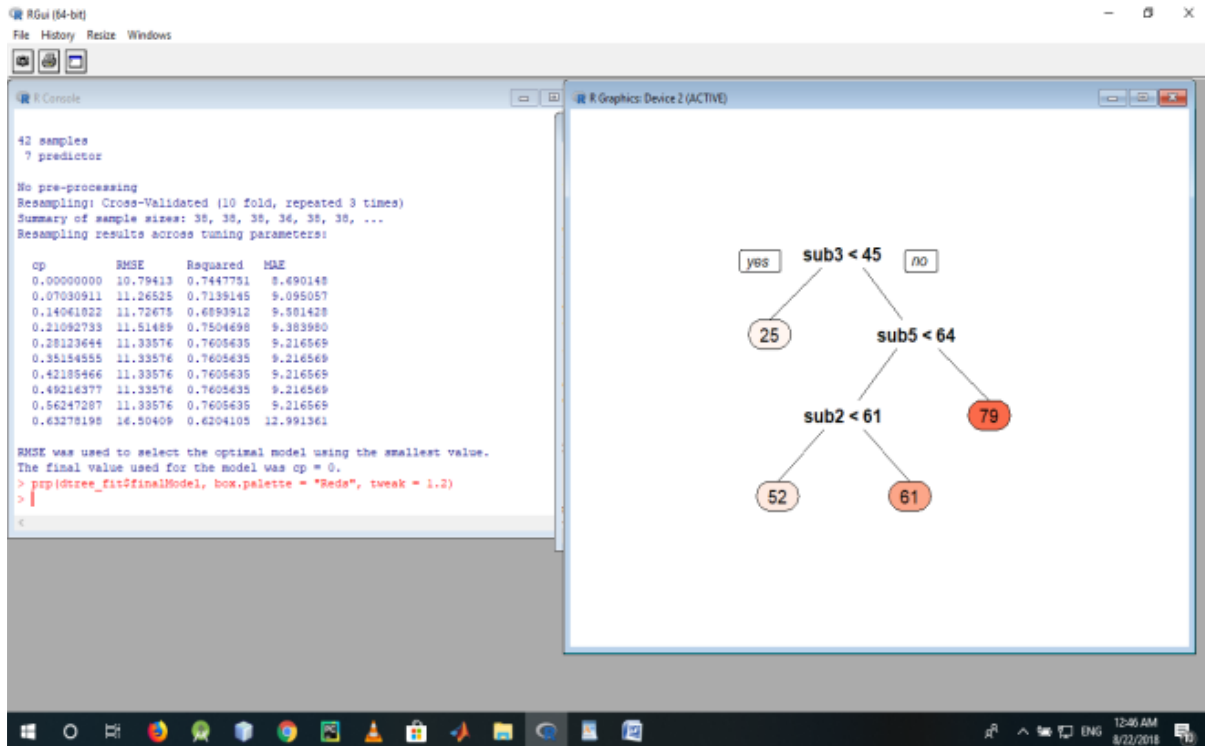 RGui (64-bit)
File History Resize Windows
R Console
42 samples
7 predictor
No pre-processing
Resampling: Cross-Validated (10 fold, repeated 3 times)
Summary of sample sizes: 38, 38, 38, 36, 38, 38, ...
Resampling results across tuning parameters:
cp RMSE Rsquared MAE
0.00000000 10.79413 0.7447751 8.690148
0.07030911 11.26525 0.7139145 9.095057
0.14061822 11.72675 0.6893912 9.581428
0.21092733 11.51489 0.7504698 9.383980
0.28123644 11.33576 0.7605635 9.216569
0.35154555 11.33576 0.7605635 9.216569
0.42185466 11.33576 0.7605635 9.216569
0.49216377 11.33576 0.7605635 9.216569
0.56247287 11.33576 0.7605635 9.216569
0.63278198 16.50409 0.6204105 12.991361
RMSE was used to select the optimal model using the smallest value.
The final value used for the model was cp = 0.
> prp(dtree_fit$finalModel, box.palette = "Reds", tweak = 1.2)
>
R Graphics: Device 2 (ACTIVE)
yes sub3 < 45 no
25 sub5 < 64
sub2 < 61 79
52 61
ENG 12:46 AM
8/22/2018